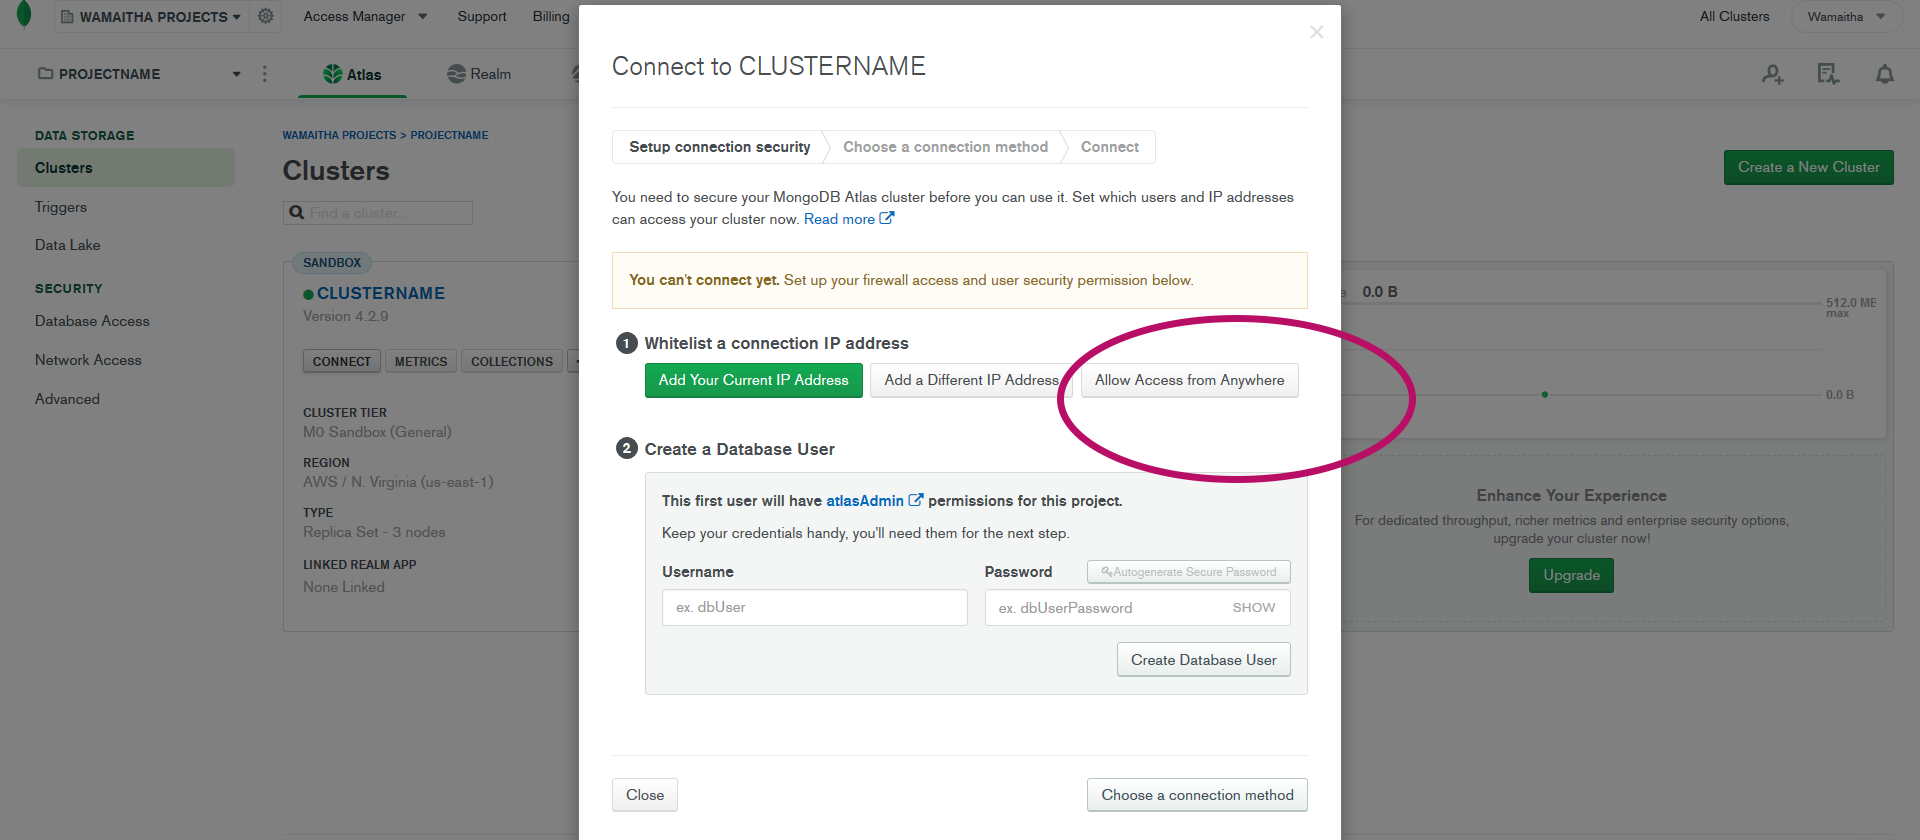 WAMAITHA PROJECTS
Access Manager
Support
Billing
All Clusters
Wamaitha
PROJECTNAME
Atlas
Realm
DATA STORAGE
Clusters
Triggers
Data Lake
SECURITY
Database Access
Network Access
Advanced
WAMAITHA PROJECTS > PROJECTNAME
Clusters
Find a cluster...
Create a New Cluster
SANDBOX
CLUSTERNAME
Version 4.2.9
CONNECT
METRICS
COLLECTIONS
CLUSTER TIER
M0 Sandbox (General)
REGION
AWS / N. Virginia (us-east-1)
TYPE
Replica Set - 3 nodes
LINKED REALM APP
None Linked
Connect to CLUSTERNAME
Setup connection security
Choose a connection method
Connect
You need to secure your MongoDB Atlas cluster before you can use it. Set which users and IP addresses
can access your cluster now. Read more
You can't connect yet. Set up your firewall access and user security permission below.
1 Whitelist a connection IP address
Add Your Current IP Address
Add a Different IP Address
Allow Access from Anywhere
2 Create a Database User
This first user will have atlasAdmin permissions for this project.
Keep your credentials handy, you'll need them for the next step.
Username
Password
Autogenerate Secure Password
ex. dbUser
ex. dbUserPassword
SHOW
Create Database User
Close
Choose a connection method
0.0 B
512.0 MB
max
0.0 B
Enhance Your Experience
For dedicated throughput, richer metrics and enterprise security options,
upgrade your cluster now!
Upgrade